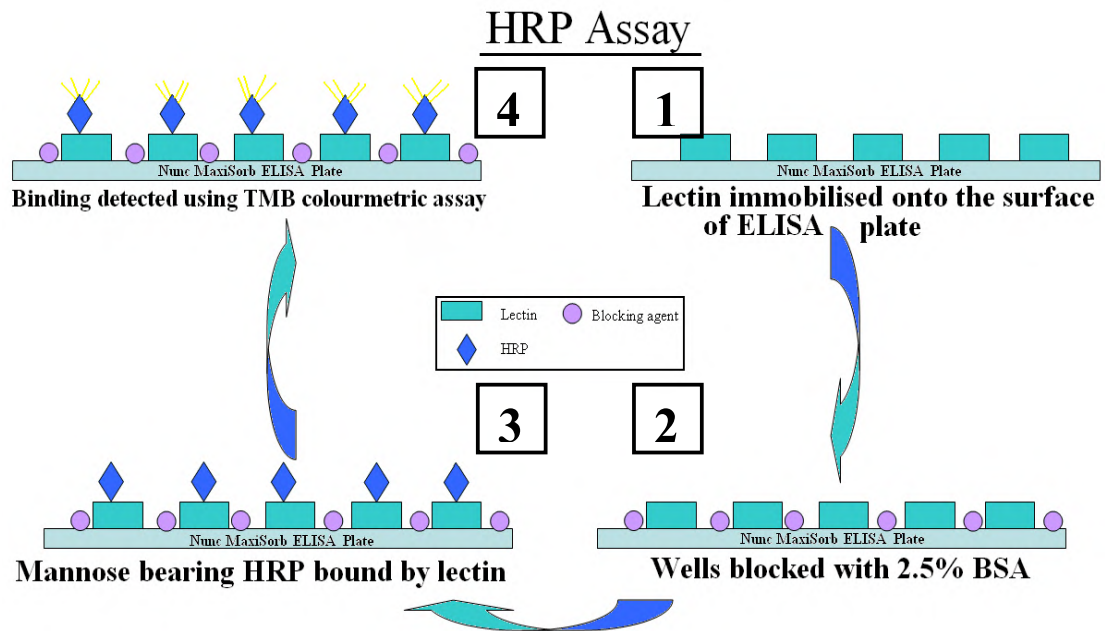 HRP Assay
4
1
Nunc MaxiSorb ELISA Plate
Binding detected using TMB colourmetric assay
Nunc MaxiSorb ELISA Plate
Lectin immobilised onto the surface
of ELISA plate
Lectin
Blocking agent
HRP
3
2
Nunc MaxiSorb ELISA Plate
Mannose bearing HRP bound by lectin
Nunc MaxiSorb ELISA Plate
Wells blocked with 2.5% BSA